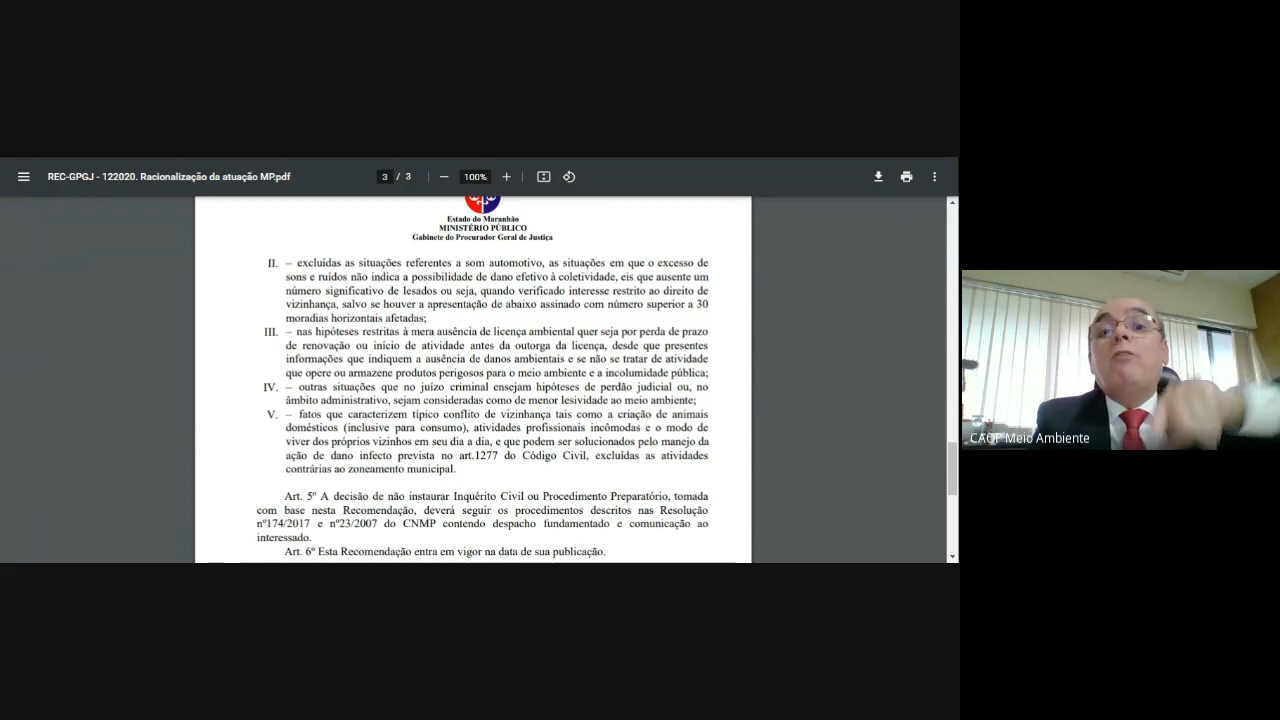 REC-GPGJ - 122020. Racionalização da atuação MP.pdf
3 / 3
100%
Estado do Maranhão
MINISTÉRIO PÚBLICO
Gabinete do Procurador Geral de Justiça
II. – excluídas as situações referentes a som automotivo, as situações em que o excesso de
sons e ruídos não indica a possibilidade de dano efetivo à coletividade, eis que ausente um
número significativo de lesados ou seja, quando verificado interesse restrito ao direito de
vizinhança, salvo se houver a apresentação de abaixo assinado com número superior a 30
moradias horizontais afetadas;
III. – nas hipóteses restritas à mera ausência de licença ambiental quer seja por perda de prazo
de renovação ou início de atividade antes da outorga da licença, desde que presentes
informações que indiquem a ausência de danos ambientais e se não se tratar de atividade
que opere ou armazene produtos perigosos para o meio ambiente e a incolumidade pública;
IV. – outras situações que no juízo criminal ensejam hipóteses de perdão judicial ou, no
âmbito administrativo, sejam consideradas como de menor lesividade ao meio ambiente;
V. – fatos que caracterizem típico conflito de vizinhança tais como a criação de animais
domésticos (inclusive para consumo), atividades profissionais incômodas e o modo de
viver dos próprios vizinhos em seu dia a dia, e que podem ser solucionados pelo manejo da
ação de dano infecto prevista no art.1277 do Código Civil, excluídas as atividades
contrárias ao zoneamento municipal.
Art. 5º A decisão de não instaurar Inquérito Civil ou Procedimento Preparatório, tomada
com base nesta Recomendação, deverá seguir os procedimentos descritos nas Resolução
nº174/2017 e nº23/2007 do CNMP contendo despacho fundamentado e comunicação ao
interessado.
Art. 6º Esta Recomendação entra em vigor na data de sua publicação.
CAOP Meio Ambiente